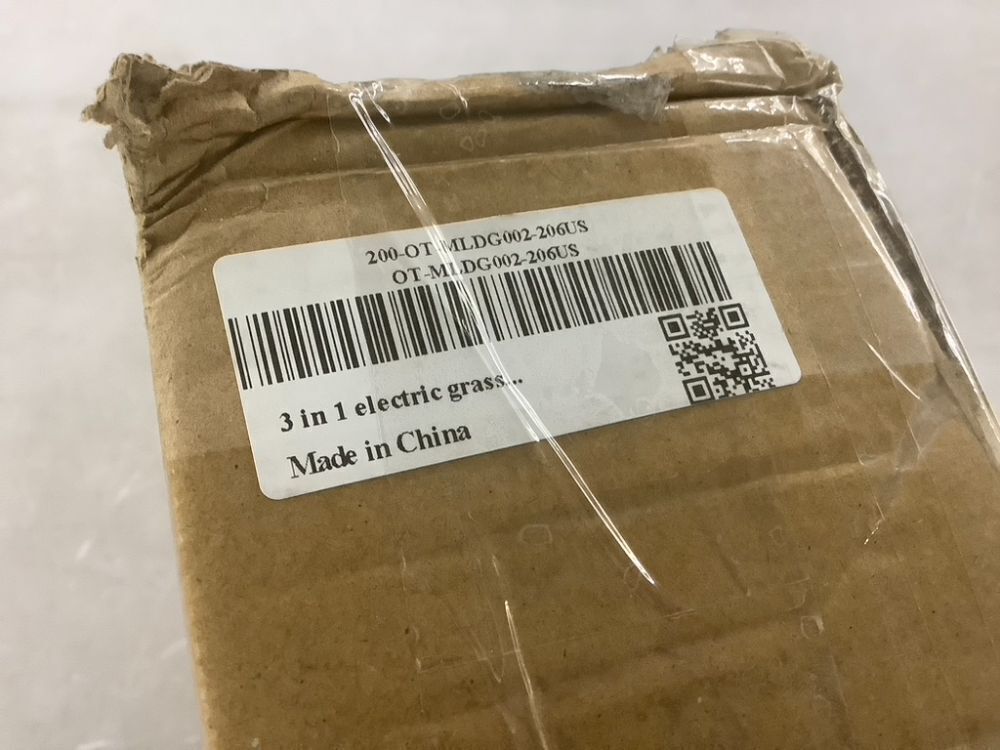 200-OT-MLDG002-206US
OT-MLDG002-206US
3 in 1 electric grass...
Made in China